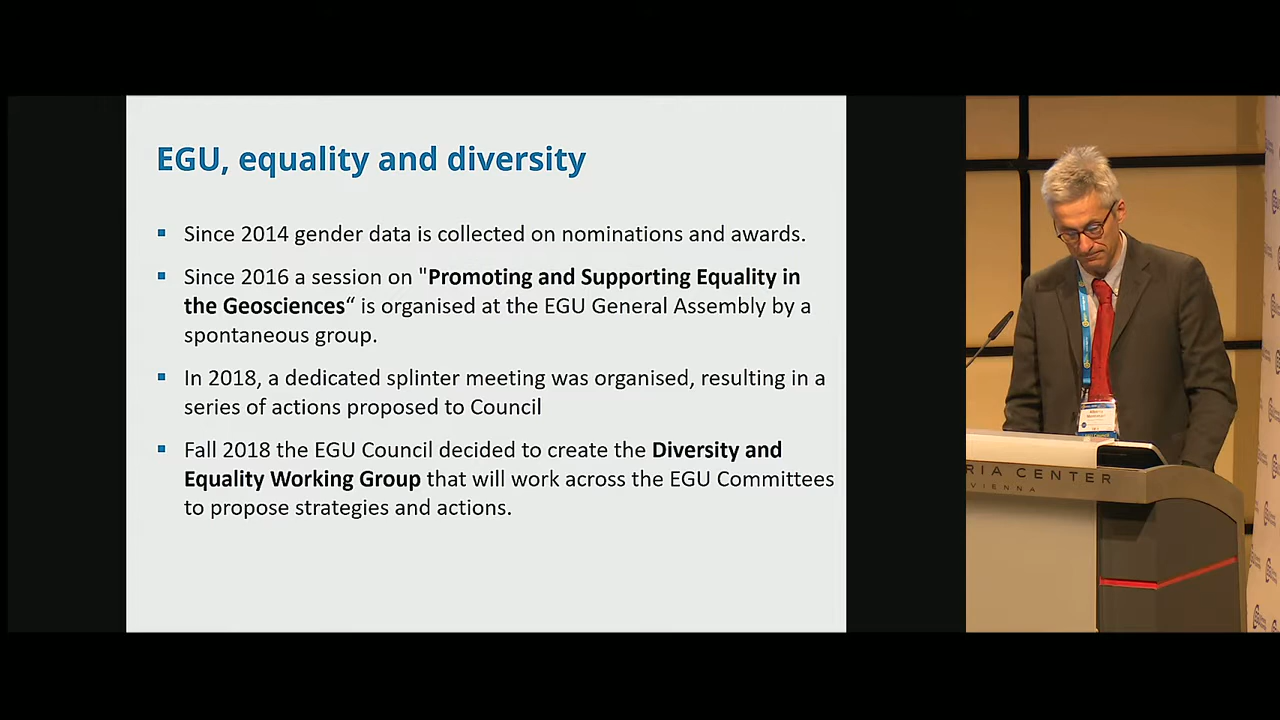 EGU, equality and diversity
▪ Since 2014 gender data is collected on nominations and awards.
▪ Since 2016 a session on "Promoting and Supporting Equality in
the Geosciences“ is organised at the EGU General Assembly by a
spontaneous group.
▪ In 2018, a dedicated splinter meeting was organised, resulting in a
series of actions proposed to Council
▪ Fall 2018 the EGU Council decided to create the Diversity and
Equality Working Group that will work across the EGU Committees
to propose strategies and actions.
RIA CENTER
VIENNA